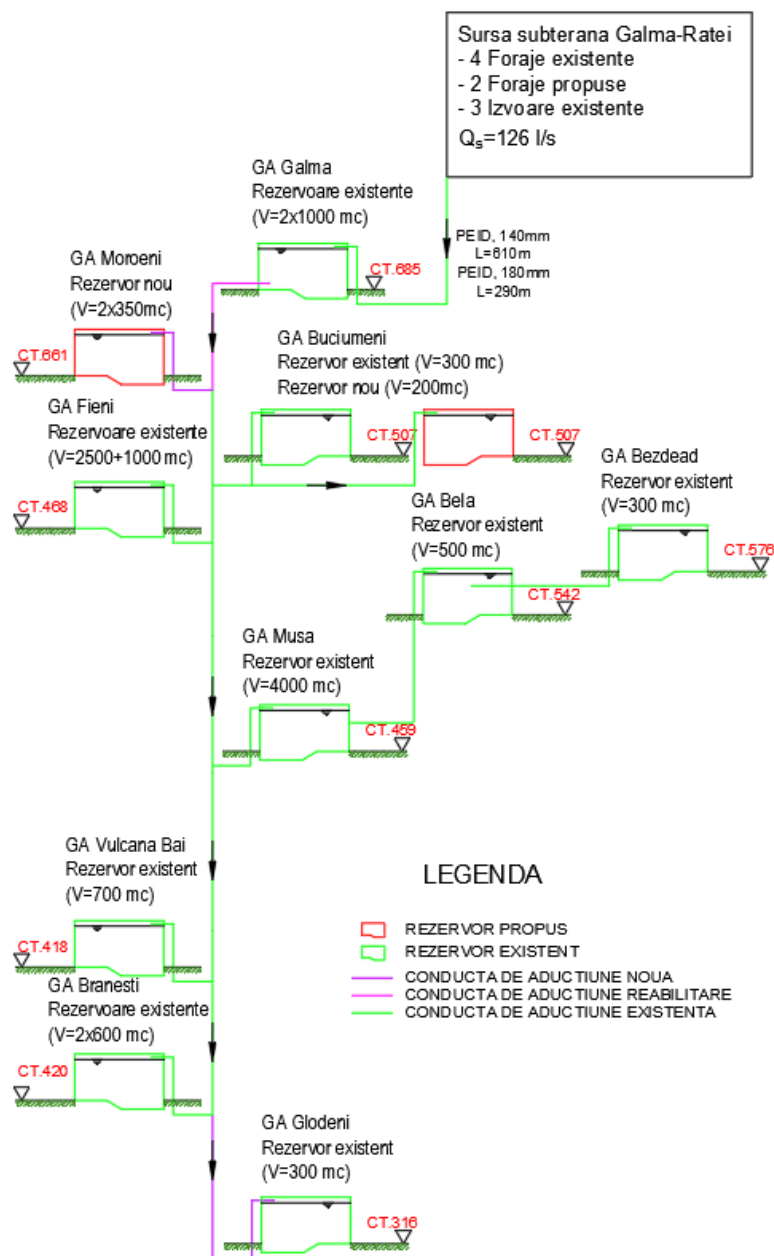 Sursa subterana Galma-Ratei
- 4 Foraje existente
- 2 Foraje propuse
- 3 Izvoare existente
Qs=126 l/s
GA Galma
Rezervoare existente
(V=2x1000 mc)
CT.685
PEID, 140mm
L=610m
PEID, 180mm
L=290m
GA Moroeni
Rezervor nou
(V=2x350mc)
CT.661
GA Buciumeni
Rezervor existent (V=300 mc)
Rezervor nou (V=200mc)
CT.507
CT.507
GA Fieni
Rezervoare existente
(V=2500+1000 mc)
CT.468
GA Bezdead
Rezervor existent
(V=300 mc)
CT.576
GA Bela
Rezervor existent
(V=500 mc)
CT.542
GA Musa
Rezervor existent
(V=4000 mc)
CT.459
GA Vulcana Bai
Rezervor existent
(V=700 mc)
CT.418
LEGENDA
REZERVOR PROPUS
REZERVOR EXISTENT
CONDUCTA DE ADUCTIUNE NOUA
CONDUCTA DE ADUCTIUNE REABILITARE
CONDUCTA DE ADUCTIUNE EXISTENTA
GA Branesti
Rezervoare existente
(V=2x600 mc)
CT.420
GA Glodeni
Rezervor existent
(V=300 mc)
CT.316